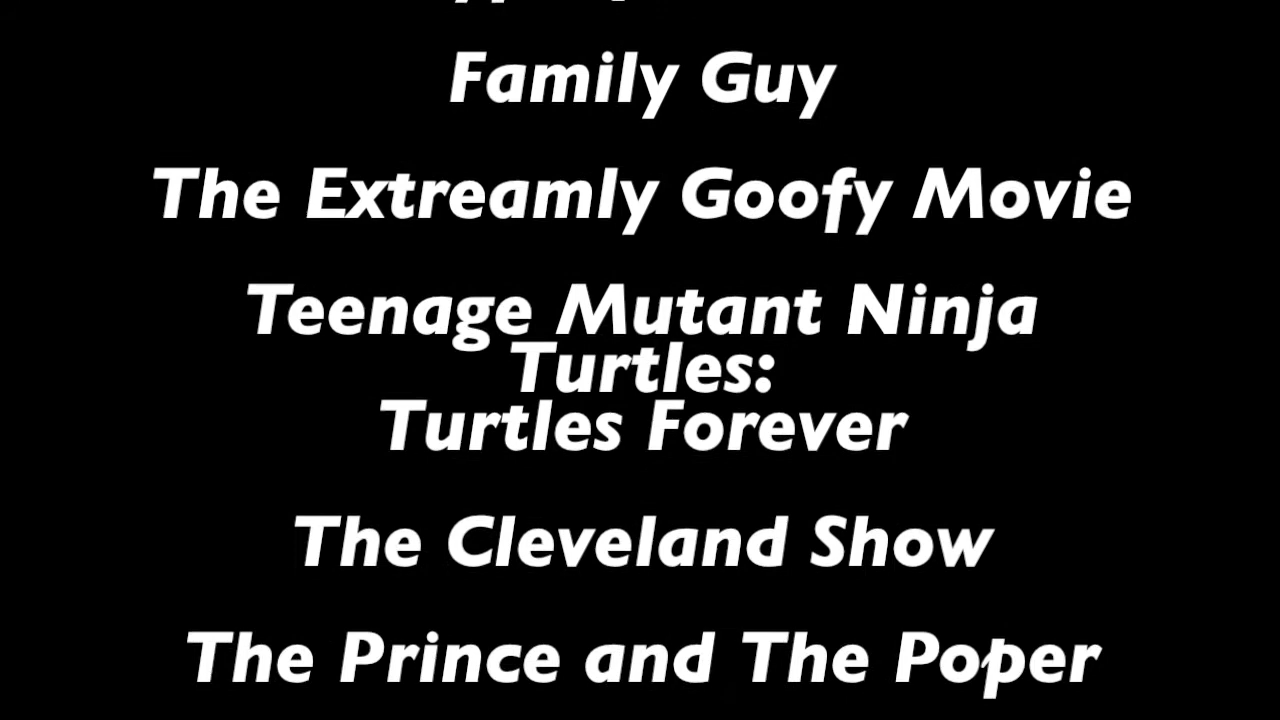 Family Guy
The Extreamly Goofy Movie
Teenage Mutant Ninja
Turtles:
Turtles Forever
The Cleveland Show
The Prince and The Poper